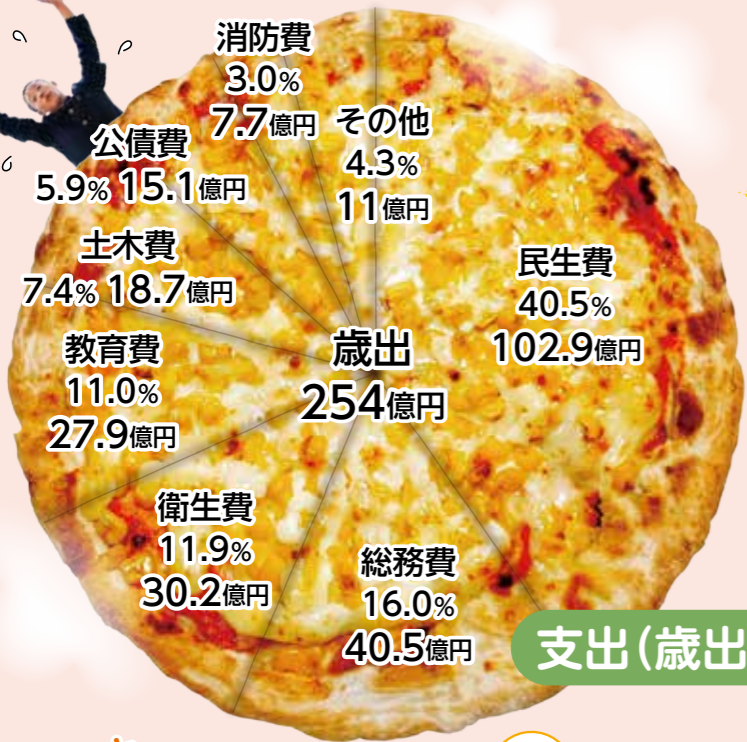 消防費
3.0%
7.7億円
その他
4.3%
11億円
公債費
5.9% 15.1億円
土木費
7.4% 18.7億円
民生費
40.5%
102.9億円
教育費
11.0%
27.9億円
歳出
254億円
衛生費
11.9%
30.2億円
総務費
16.0%
40.5億円
支出(歳出